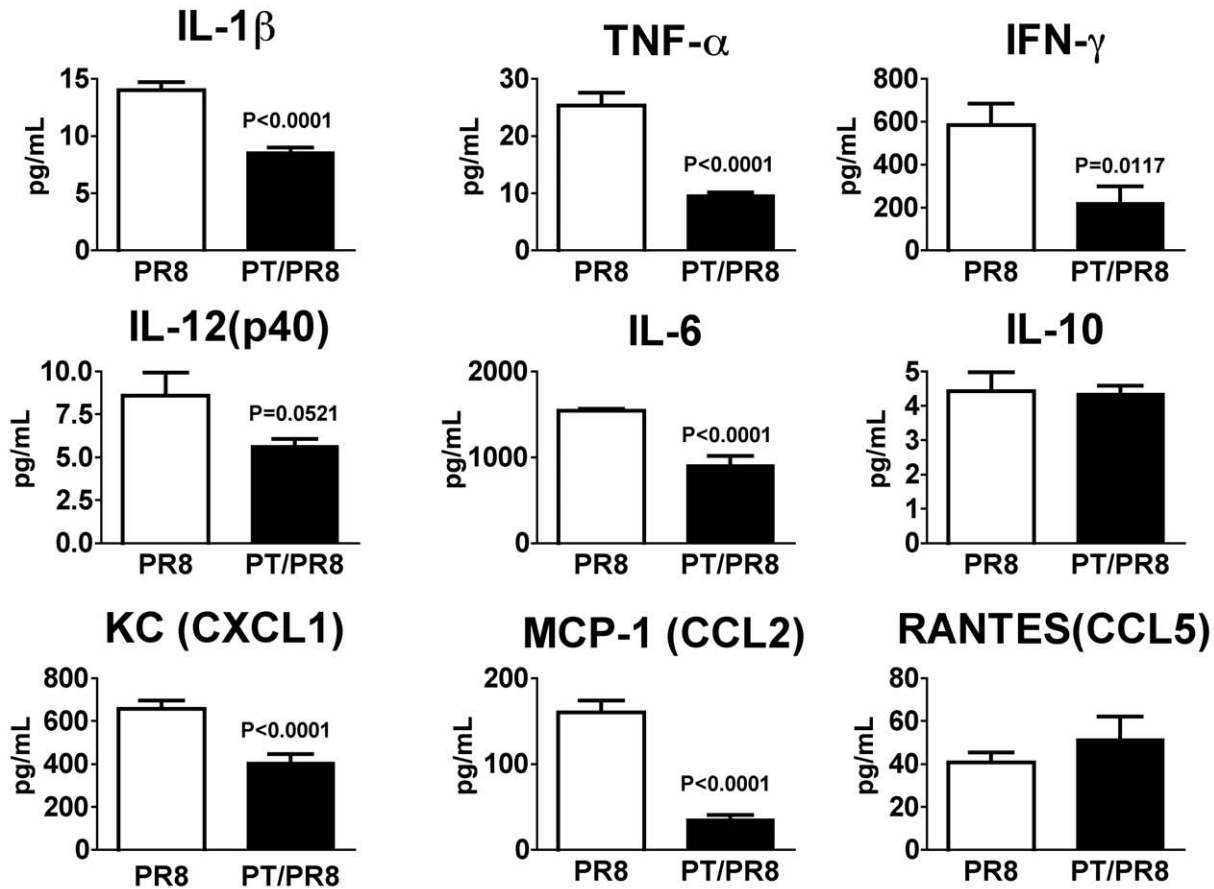 IL-1β
pg/mL
15
10
5
0
P<0.0001
PR8 PT/PR8
TNF-α
pg/mL
30
20
10
0
P<0.0001
PR8 PT/PR8
IFN-γ
pg/mL
800
600
400
200
0
P=0.0117
PR8 PT/PR8
IL-12(p40)
pg/mL
10.0
7.5
5.0
2.5
0.0
P=0.0521
PR8 PT/PR8
IL-6
pg/mL
2000
1000
0
P<0.0001
PR8 PT/PR8
IL-10
pg/mL
5
4
3
2
1
0
PR8 PT/PR8
KC (CXCL1)
pg/mL
800
600
400
200
0
P<0.0001
PR8 PT/PR8
MCP-1 (CCL2)
pg/mL
200
100
0
P<0.0001
PR8 PT/PR8
RANTES(CCL5)
pg/mL
80
60
40
20
0
PR8 PT/PR8